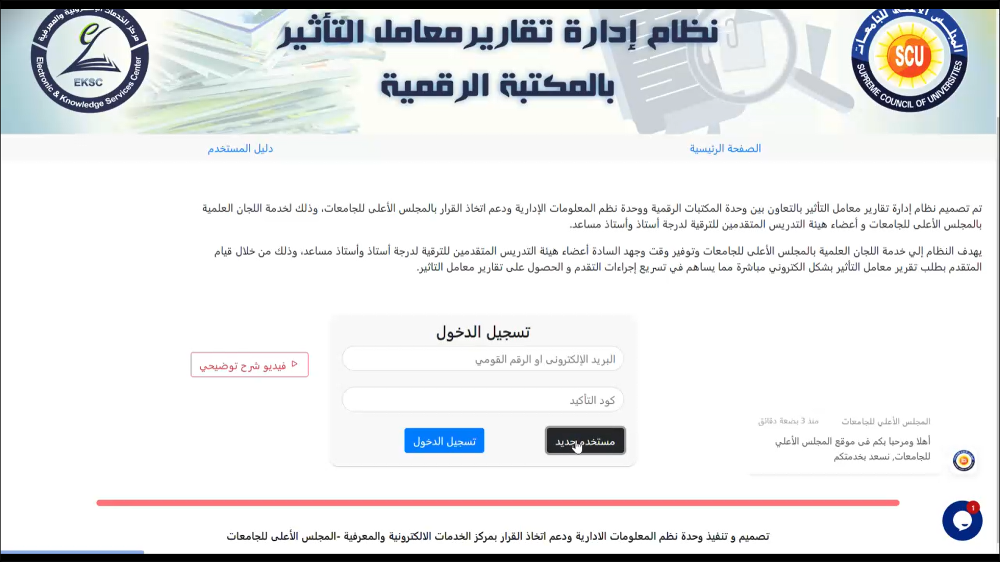 نظام إدارة تقارير معامل التأثير
بالمكتبة الرقمية
مركز الخدمات الإلكترونية والمعرفية
EKSC
Electronic & Knowledge Services Center
المجلس الأعلى للجامعات
SCU
SUPREME COUNCIL OF UNIVERSITIES
الصفحة الرئيسية
دليل المستخدم
تم تصميم نظام إدارة تقارير معامل التأثير بالتعاون بين وحدة المكتبات الرقمية ووحدة نظم المعلومات الإدارية ودعم اتخاذ القرار بالمجلس الأعلى للجامعات، وذلك لخدمة اللجان العلمية
بالمجلس الأعلى للجامعات و أعضاء هيئة التدريس المتقدمين للترقية لدرجة أستاذ وأستاذ مساعد.
يهدف النظام إلي خدمة اللجان العلمية بالمجلس الأعلى للجامعات وتوفير وقت وجهد السادة أعضاء هيئة التدريس المتقدمين للترقية لدرجة أستاذ وأستاذ مساعد، وذلك من خلال قيام
المتقدم بطلب تقرير معامل التأثير بشكل الكتروني مباشرة مما يساهم في تسريع إجراءات التقدم و الحصول على تقارير معامل التاثير.
تسجيل الدخول
البريد الإلكترونى او الرقم القومي
كود التأكيد
مستخدم جديد
تسجيل الدخول
فيديو شرح توضيحي
المجلس الأعلي للجامعات
منذ 3 بضعة دقائق
أهلا ومرحبا بكم فى موقع المجلس الأعلي
للجامعات, نسعد بخدمتكم
1
تصميم و تنفيذ وحدة نظم المعلومات الادارية ودعم اتخاذ القرار بمركز الخدمات الالكترونية والمعرفية -المجلس الأعلى للجامعات